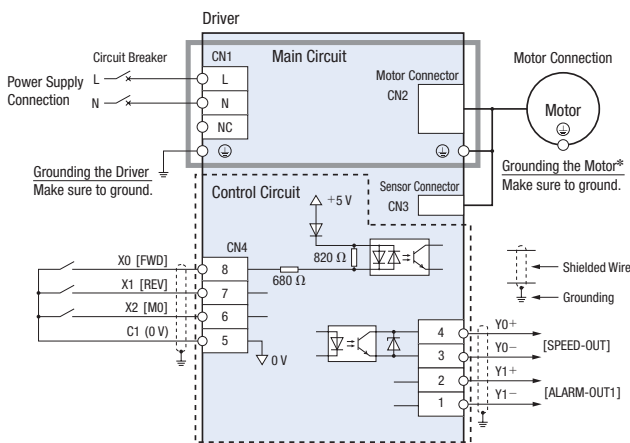 Driver
Circuit Breaker
CN1
Main Circuit
Motor Connection
Power Supply
Connection
L
N
L
N
NC
Motor Connector
CN2
Motor
Grounding the Driver
Make sure to ground.
Grounding the Motor*
Make sure to ground.
Control Circuit
Sensor Connector
CN3
+5 V
820 Ω
680 Ω
CN4
X0 [FWD]
8
X1 [REV]
7
X2 [M0]
6
C1 (0 V)
5
0 V
Shielded Wire
Grounding
4
Y0+
3
Y0−
[SPEED-OUT]
2
Y1+
1
Y1−
[ALARM-OUT1]